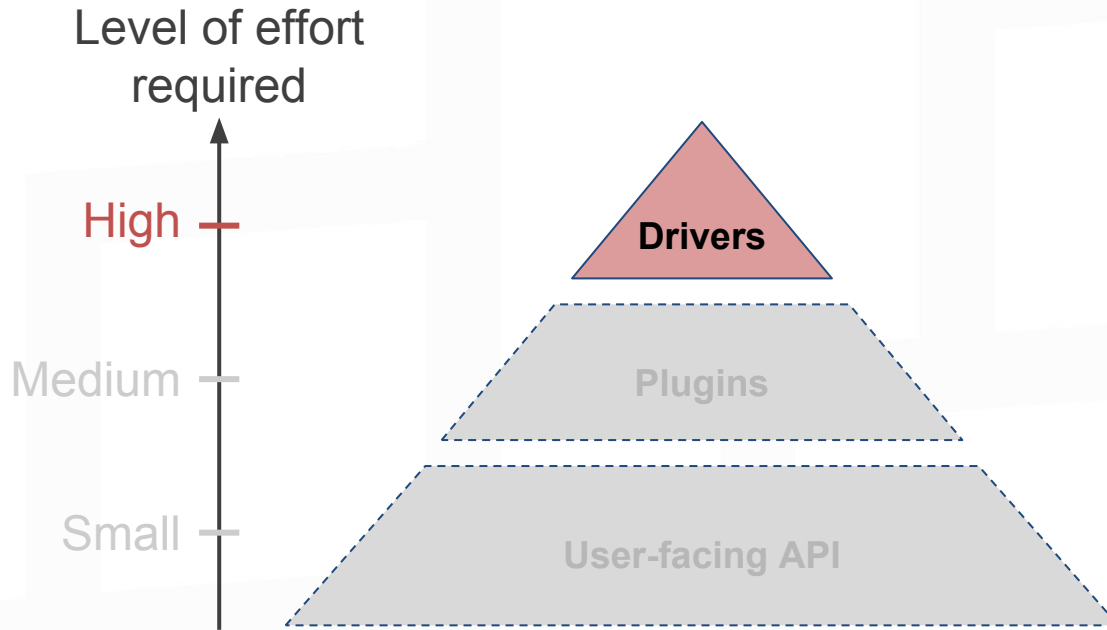 Level of effort
required
High
Drivers
Medium
Plugins
Small
User-facing API